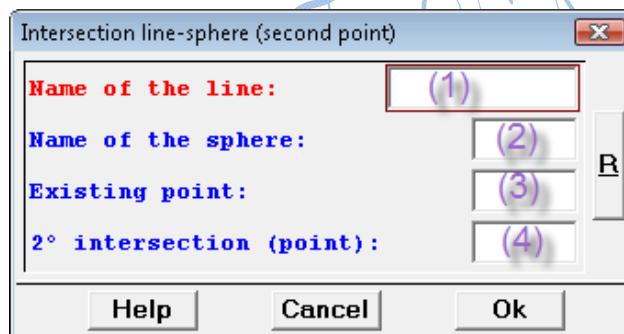 Intersection line-sphere (second point)
Name of the line: (1)
Name of the sphere: (2)
R
Existing point: (3)
2° intersection (point): (4)
Help Cancel Ok